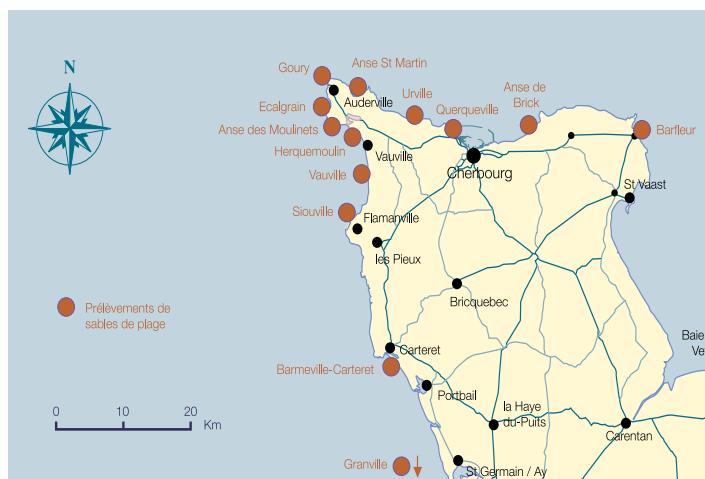 N
Goury
Anse St Martin
Auderville
Ecalgrain
Urville
Querqueville
Anse de
Brick
Anse des Moulinets
Barfleur
Herquemoulin
Vauville
Cherbourg
Vauville
St Vaast
Siouville
Flamanville
les Pieux
Bricquebec
Prélèvements de
sables de plage
Baie
Ve
Carteret
Barmeville-Carteret
Portbail
la Haye
du-Puits
0 10 20
Km
Carentan
Granville
St Germain / Ay